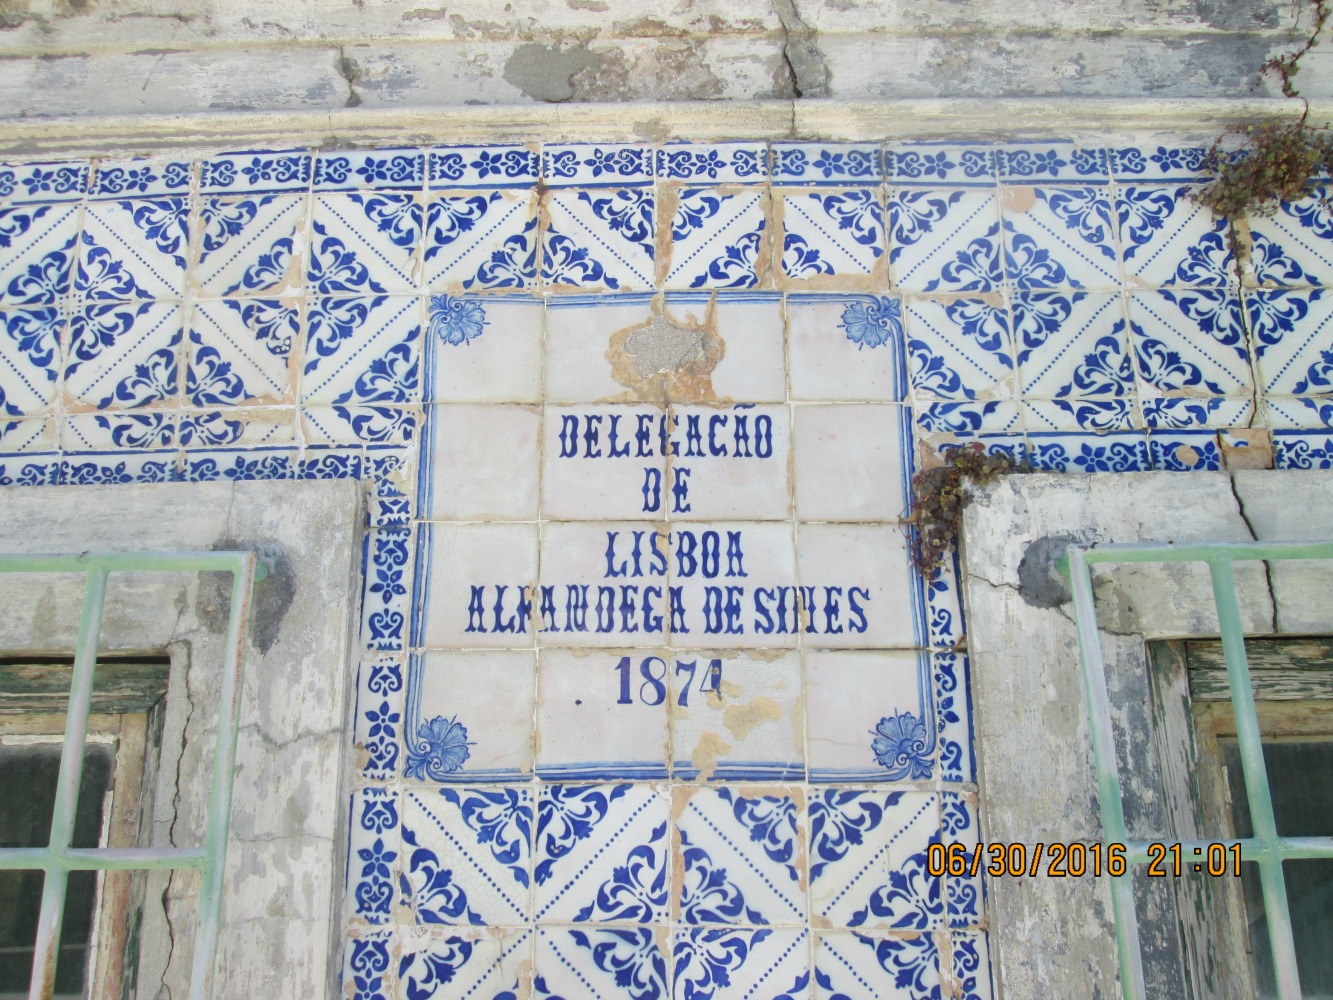 DELEGAÇÃO
DE
LISBOA
ALFANDEGA DE SINES
1874
06/30/2016 21:01